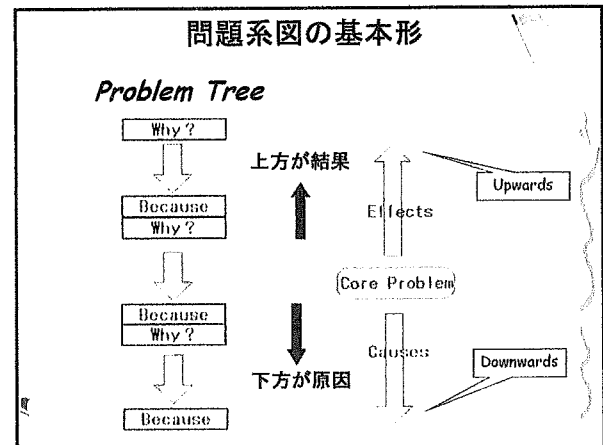 問題系図の基本形
Problem Tree
Why?
Because
Why?
Because
Why?
Because
上方が結果
下方が原因
Effects
Core Problem
Causes
Upwards
Downwards